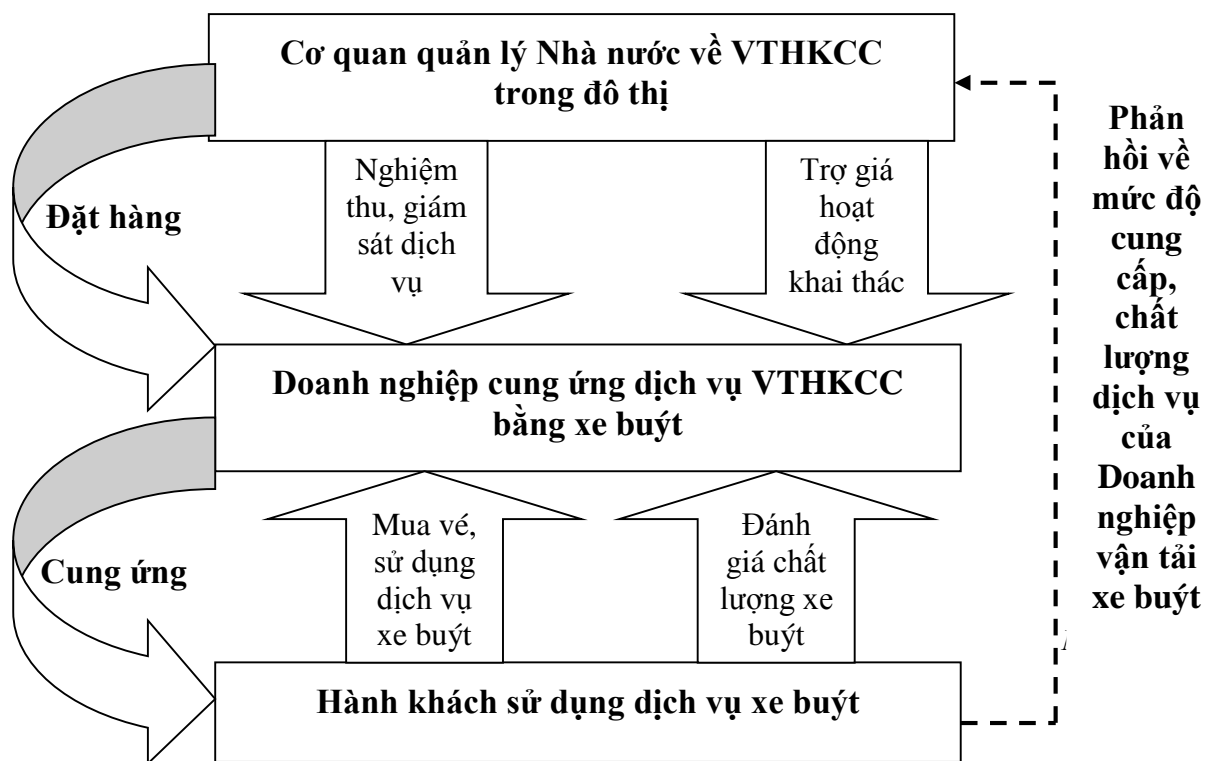 Cơ quan quản lý Nhà nước về VTHKCC
trong đô thị
Đặt hàng
Nghiệm
thu, giám
sát dịch
vụ
Trợ giá
hoạt
động
khai thác
Doanh nghiệp cung ứng dịch vụ VTHKCC
bằng xe buýt
Cung ứng
Mua vé,
sử dụng
dịch vụ
xe buýt
Đánh
giá chất
lượng xe
buýt
Hành khách sử dụng dịch vụ xe buýt
Phản
hồi về
mức độ
cung
cấp,
chất
lượng
dịch vụ
của
Doanh
nghiệp
vận tải
xe buýt